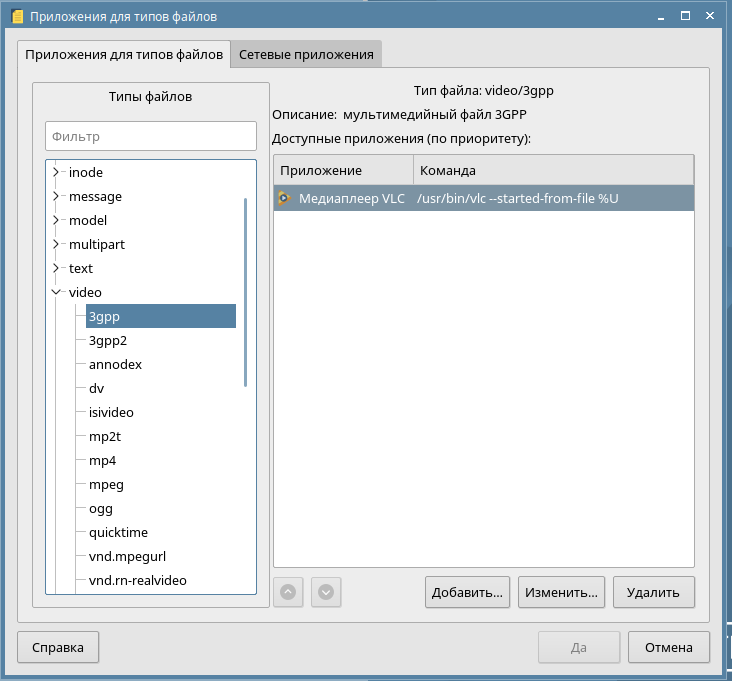 Приложения для типов файлов
Приложения для типов файлов
Сетевые приложения
Типы файлов
Фильтр
inode
message
model
multipart
text
video
3gpp
3gpp2
annodex
dv
isivideo
mp2t
mp4
mpeg
ogg
quicktime
vnd.mpegurl
vnd.rn-realvideo
Тип файла: video/3gpp
Описание: мультимедийный файл 3GPP
Доступные приложения (по приоритету):
Приложение Команда
Медиаплеер VLC /usr/bin/vlc --started-from-file %U
Добавить... Изменить... Удалить
Справка Да Отмена